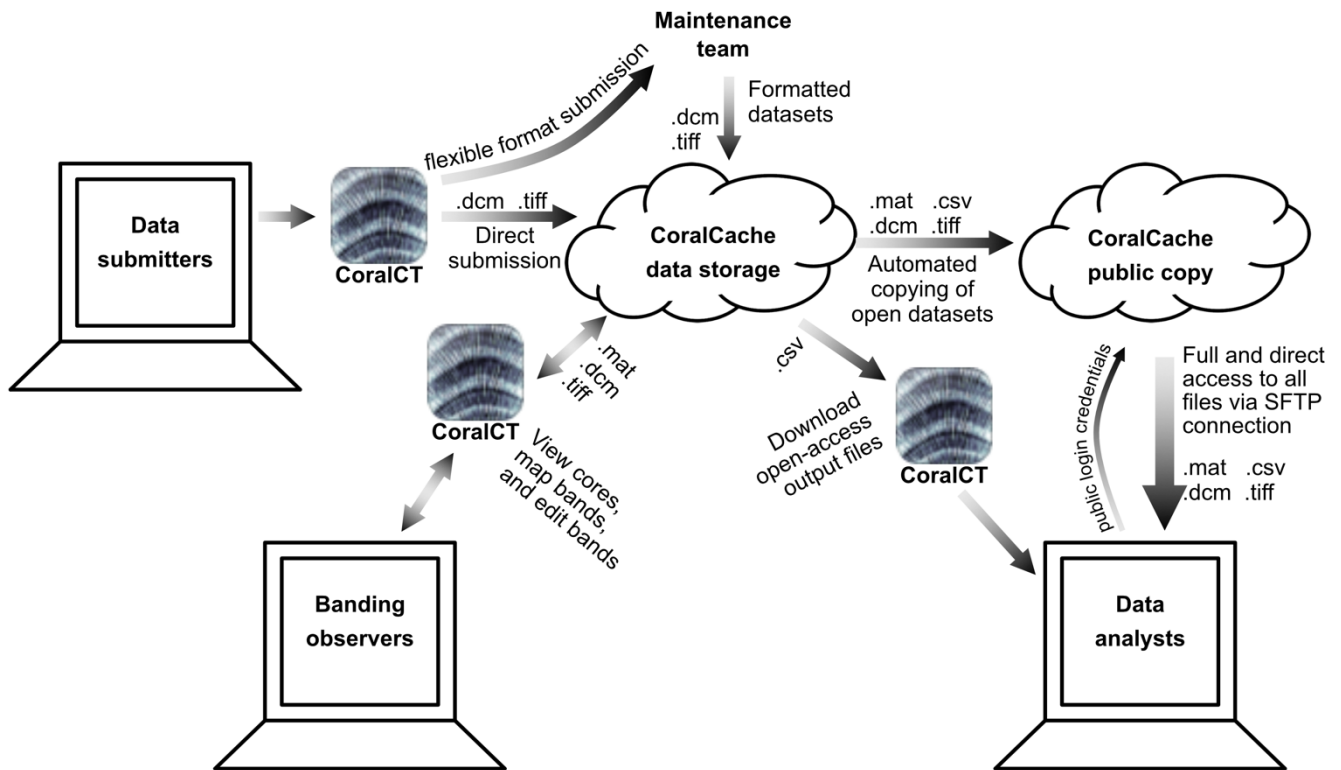 Maintenance
team
flexible format submission
Formatted
datasets
.dcm
.tiff
Data
submitters
CoralCT
.dcm .tiff
Direct
submission
CoralCache
data storage
.mat .csv
.dcm .tiff
Automated
copying of
open datasets
CoralCache
public copy
.mat
.dcm
.tiff
CoralCT
View cores,
map bands,
and edit bands
Banding
observers
.csv
Download
open-access
output files
CoralCT
public login credentials
Full and direct
access to all
files via SFTP
connection
.mat .csv
.dcm .tiff
Data
analysts